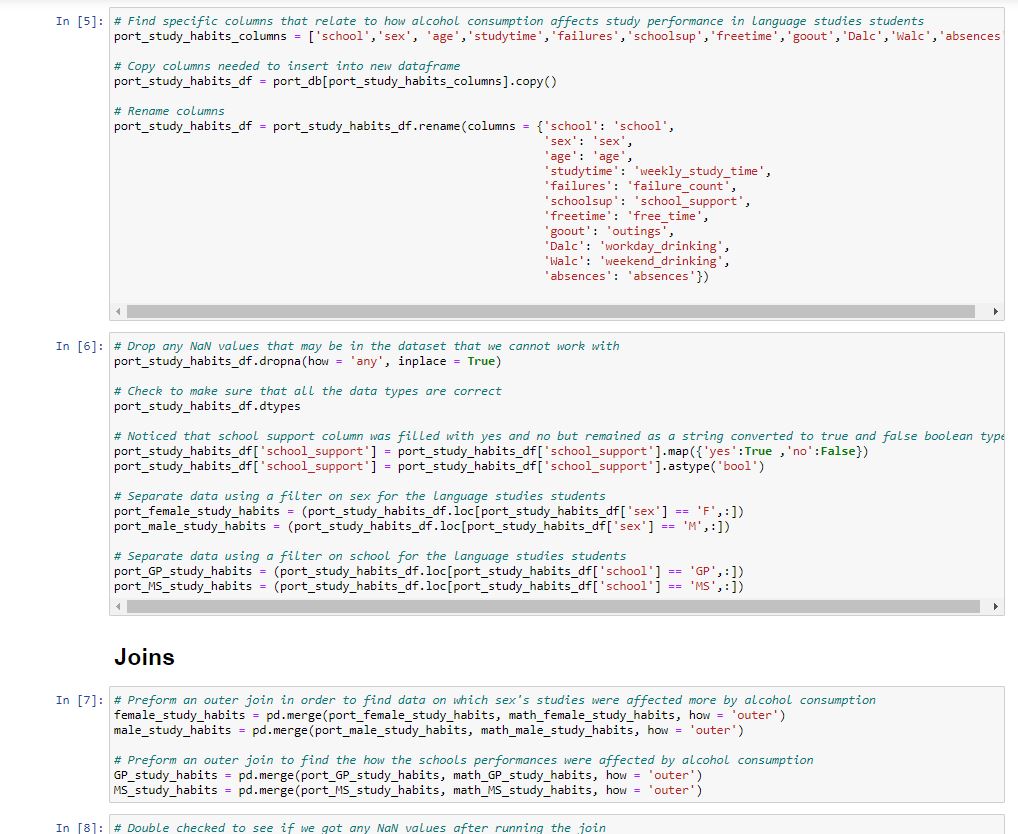 In [5]: # Find specific columns that relate to how alcohol consumption affects study performance in language studies students
port_study_habits_columns = ['school','sex', 'age','studytime','failures','schoolsup','freetime','goout','Dalc','Walc','absences'
# Copy columns needed to insert into new dataframe
port_study_habits_df = port_db[port_study_habits_columns].copy()
# Rename columns
port_study_habits_df = port_study_habits_df.rename(columns = {'school': 'school',
'sex': 'sex',
'age': 'age',
'studytime': 'weekly_study_time',
'failures': 'failure_count',
'schoolsup': 'school_support',
'freetime': 'free_time',
'goout': 'outings',
'Dalc': 'workday_drinking',
'Walc': 'weekend_drinking',
'absences': 'absences'})
In [6]: # Drop any NaN values that may be in the dataset that we cannot work with
port_study_habits_df.dropna(how = 'any', inplace = True)
# Check to make sure that all the data types are correct
port_study_habits_df.dtypes
# Noticed that school support column was filled with yes and no but remained as a string converted to true and false boolean type
port_study_habits_df['school_support'] = port_study_habits_df['school_support'].map({'yes':True ,'no':False})
port_study_habits_df['school_support'] = port_study_habits_df['school_support'].astype('bool')
# Separate data using a filter on sex for the language studies students
port_female_study_habits = (port_study_habits_df.loc[port_study_habits_df['sex'] == 'F',:])
port_male_study_habits = (port_study_habits_df.loc[port_study_habits_df['sex'] == 'M',:])
# Separate data using a filter on school for the language studies students
port_GP_study_habits = (port_study_habits_df.loc[port_study_habits_df['school'] == 'GP',:])
port_MS_study_habits = (port_study_habits_df.loc[port_study_habits_df['school'] == 'MS',:])
Joins
In [7]: # Preform an outer join in order to find data on which sex's studies were affected more by alcohol consumption
female_study_habits = pd.merge(port_female_study_habits, math_female_study_habits, how = 'outer')
male_study_habits = pd.merge(port_male_study_habits, math_male_study_habits, how = 'outer')
# Preform an outer join to find the how the schools performances were affected by alcohol consumption
GP_study_habits = pd.merge(port_GP_study_habits, math_GP_study_habits, how = 'outer')
MS_study_habits = pd.merge(port_MS_study_habits, math_MS_study_habits, how = 'outer')
In [8]: # Double checked to see if we got any NaN values after running the join